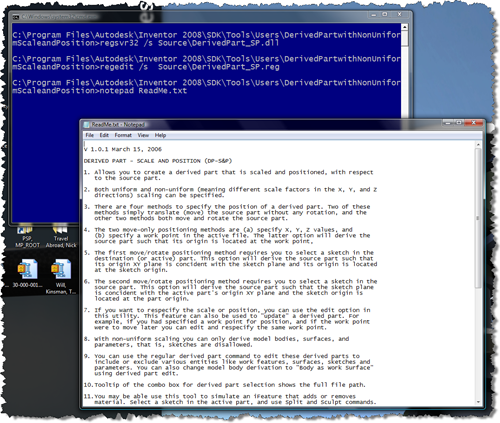 C:\Program Files\Autodesk\Inventor 2008\SDK\Tools\Users\DerivedPartwithNonUnifor
mScaleandPosition>regsvr32 /s Source\DerivedPart_SP.dll
C:\Program Files\Autodesk\Inventor 2008\SDK\Tools\Users\DerivedPartwithNonUnifor
mScaleandPosition>regedit /s  Source\DerivedPart_SP.reg
C:\Program Files\Autodesk\Inventor 2008\SDK\Tools\Users\DerivedPartwithNonUnifor
mScaleandPosition>notepad ReadMe.txt
ReadMe.txt - Notepad
File Edit Format View Help
V 1.0.1 March 15, 2006
DERIVED PART - SCALE AND POSITION (DP-S&P)
1. Allows you to create a derived part that is scaled and positioned, with respect
to the source part.
2. Both uniform and non-uniform (meaning different scale factors in the X, Y, and Z
directions) scaling can be specified.
3. There are four methods to specify the position of a derived part. Two of these
methods simply translate (move) the source part without any rotation, and the
other two methods both move and rotate the source part.
4. The two move-only positioning methods are (a) specify X, Y, Z values, and
(b) specify a work point in the active file. The latter option will derive the
source part such that its origin is located at the work point.
5. The first move/rotate positioning method requires you to select a sketch in the
destination (or active) part. This option will derive the source part such that
its origin XY plane is concident with the sketch plane and its origin is located
at the sketch origin.
6. The second move/rotate positioning method requires you to select a sketch in the
source part. This option will derive the source part such that the sketch plane
is concident with the active part's origin XY plane and the sketch origin is
located at the part origin.
7. If you want to respecify the scale or position, you can use the edit option in
this utility. This feature can also be used to "update" a derived part. For
example, if you had specified a work point for position, and if the work point
were to move later you can edit and respecify the same work point.
8. With non-uniform scaling you can only derive model bodies, surfaces, and
parameters, that is, sketches are disallowed.
9. You can use the regular derived part command to edit these derived parts to
include or exclude various entities like work features, surfaces, sketches and
parameters. You can also change model body derivation to "Body as Work Surface"
using derived part edit.
10.Tooltip of the combo box for derived part selection shows the full file path.
11.You may be able use this tool to simulate an iFeature that adds or removes
material. Select a sketch in the active part, and use Split and Sculpt commands.
PSP
MP_ROOT
Travel
Abroad, Nick
30-000-001...
Will,
Kinsman, T...